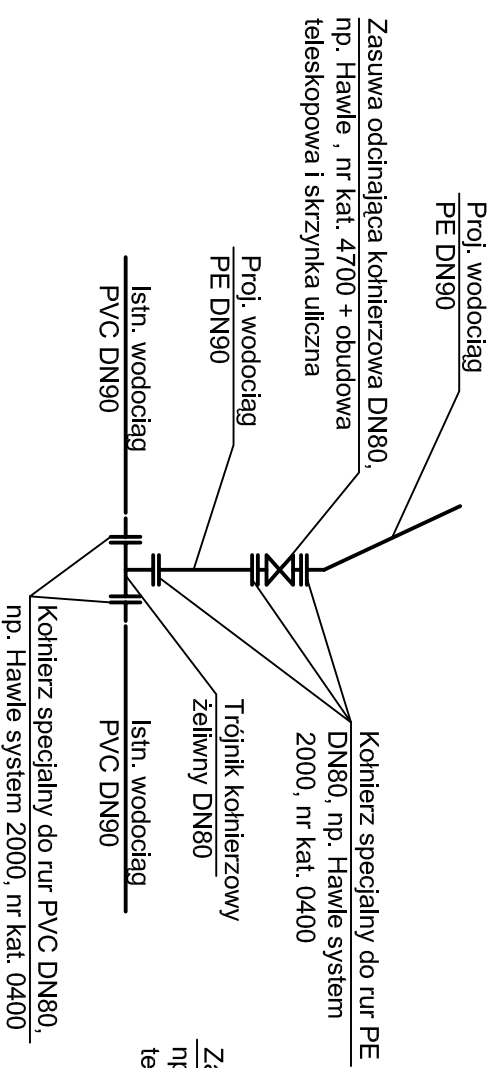 Proj. wodociąg
PE DN90
Zasuwa odcinająca kołnierzowa DN80,
np. Hawle , nr kat. 4700 + obudowa
teleskopowa i skrzynka uliczna
Kołnierz specjalny do rur PE
DN80, np. Hawle system
2000, nr kat. 0400
Proj. wodociąg
PE DN90
Trójnik kołnierzowy
żeliwny DN80
Istn. wodociąg
PVC DN90
Istn. wodociąg
PVC DN90
Kołnierz specjalny do rur PVC DN80,
np. Hawle system 2000, nr kat. 0400